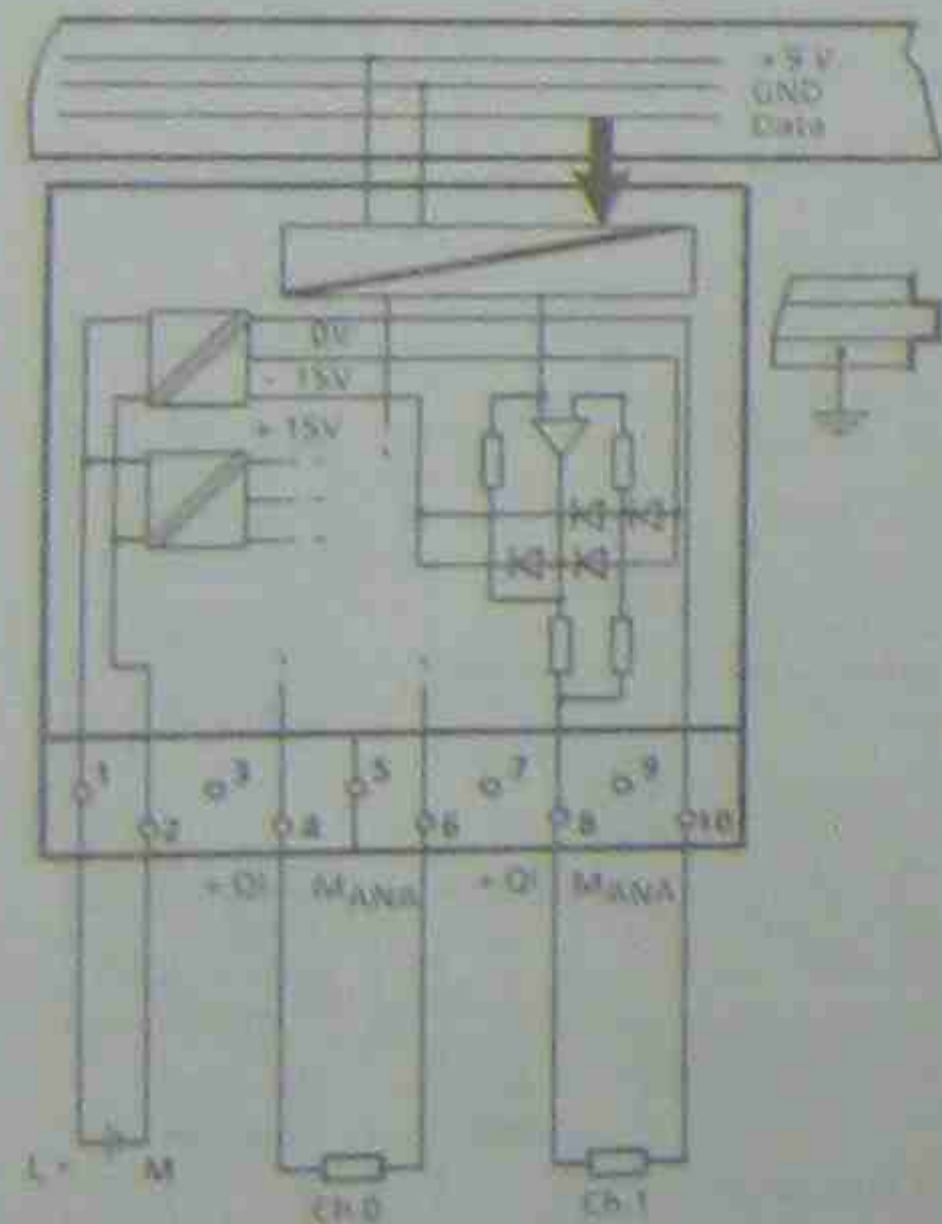 + 9 V
GND
Data
0V
- 15V
+ 15V
1 3 5 7 9
2 4 6 8 10
+ QI MANA + QI MANA
L + M
Ch.0 Ch.1